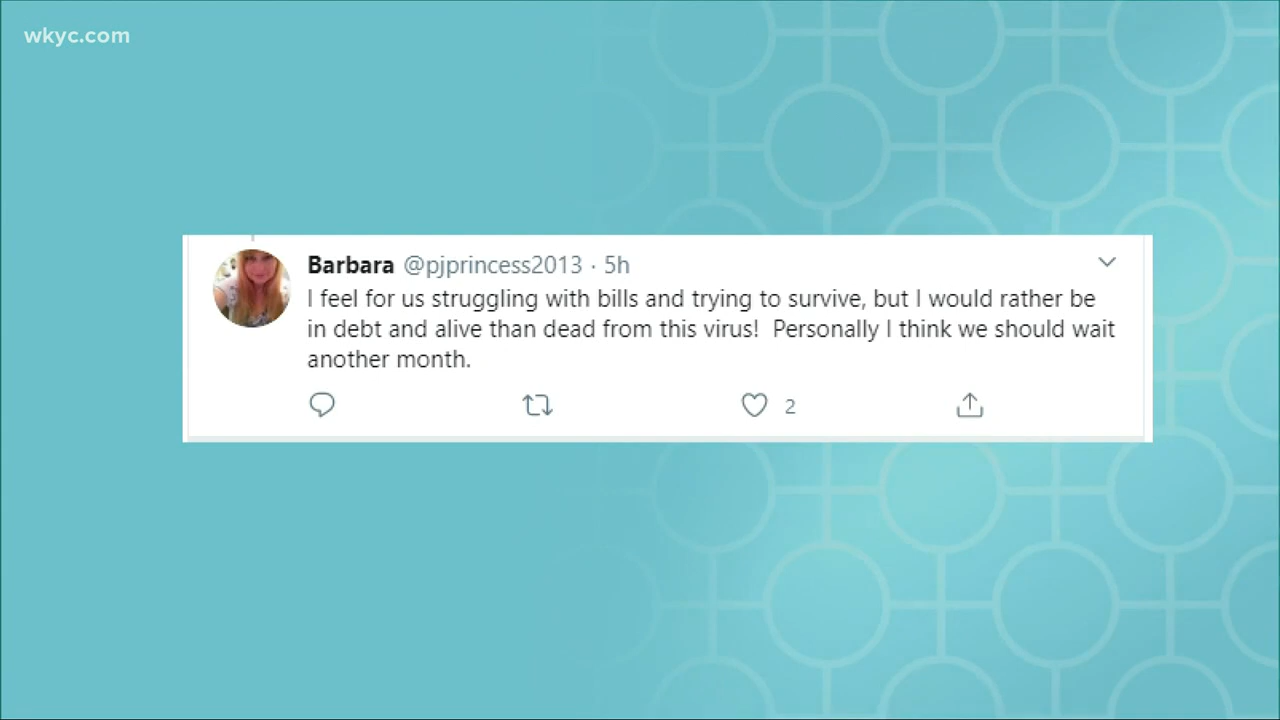 wkyc.com
Barbara @pjprincess2013 · 5h
I feel for us struggling with bills and trying to survive, but I would rather be
in debt and alive than dead from this virus!  Personally I think we should wait
another month.
2